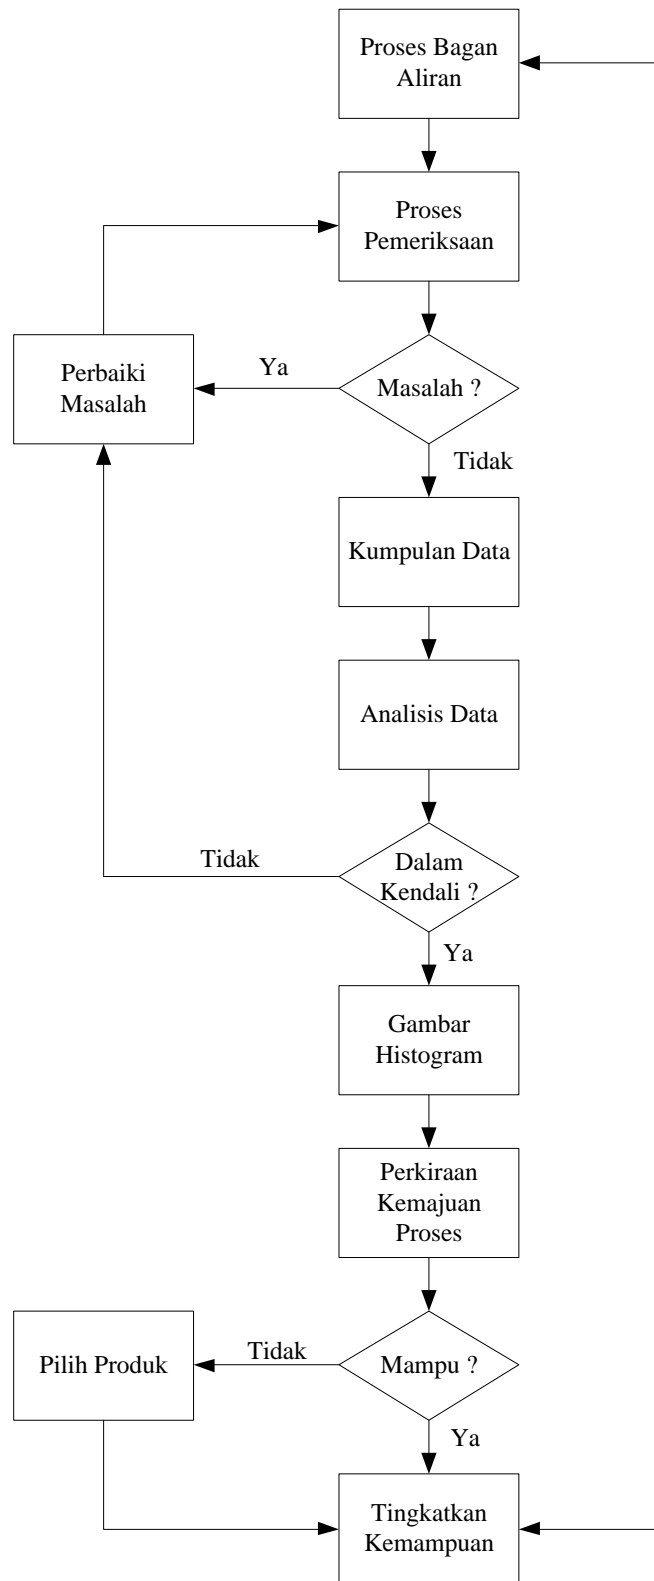 Proses Bagan
Aliran
Proses
Pemeriksaan
Perbaiki
Masalah
Ya
Masalah ?
Tidak
Kumpulan Data
Analisis Data
Tidak
Dalam
Kendali ?
Ya
Gambar
Histogram
Perkiraan
Kemajuan
Proses
Pilih Produk
Tidak
Mampu ?
Ya
Tingkatkan
Kemampuan